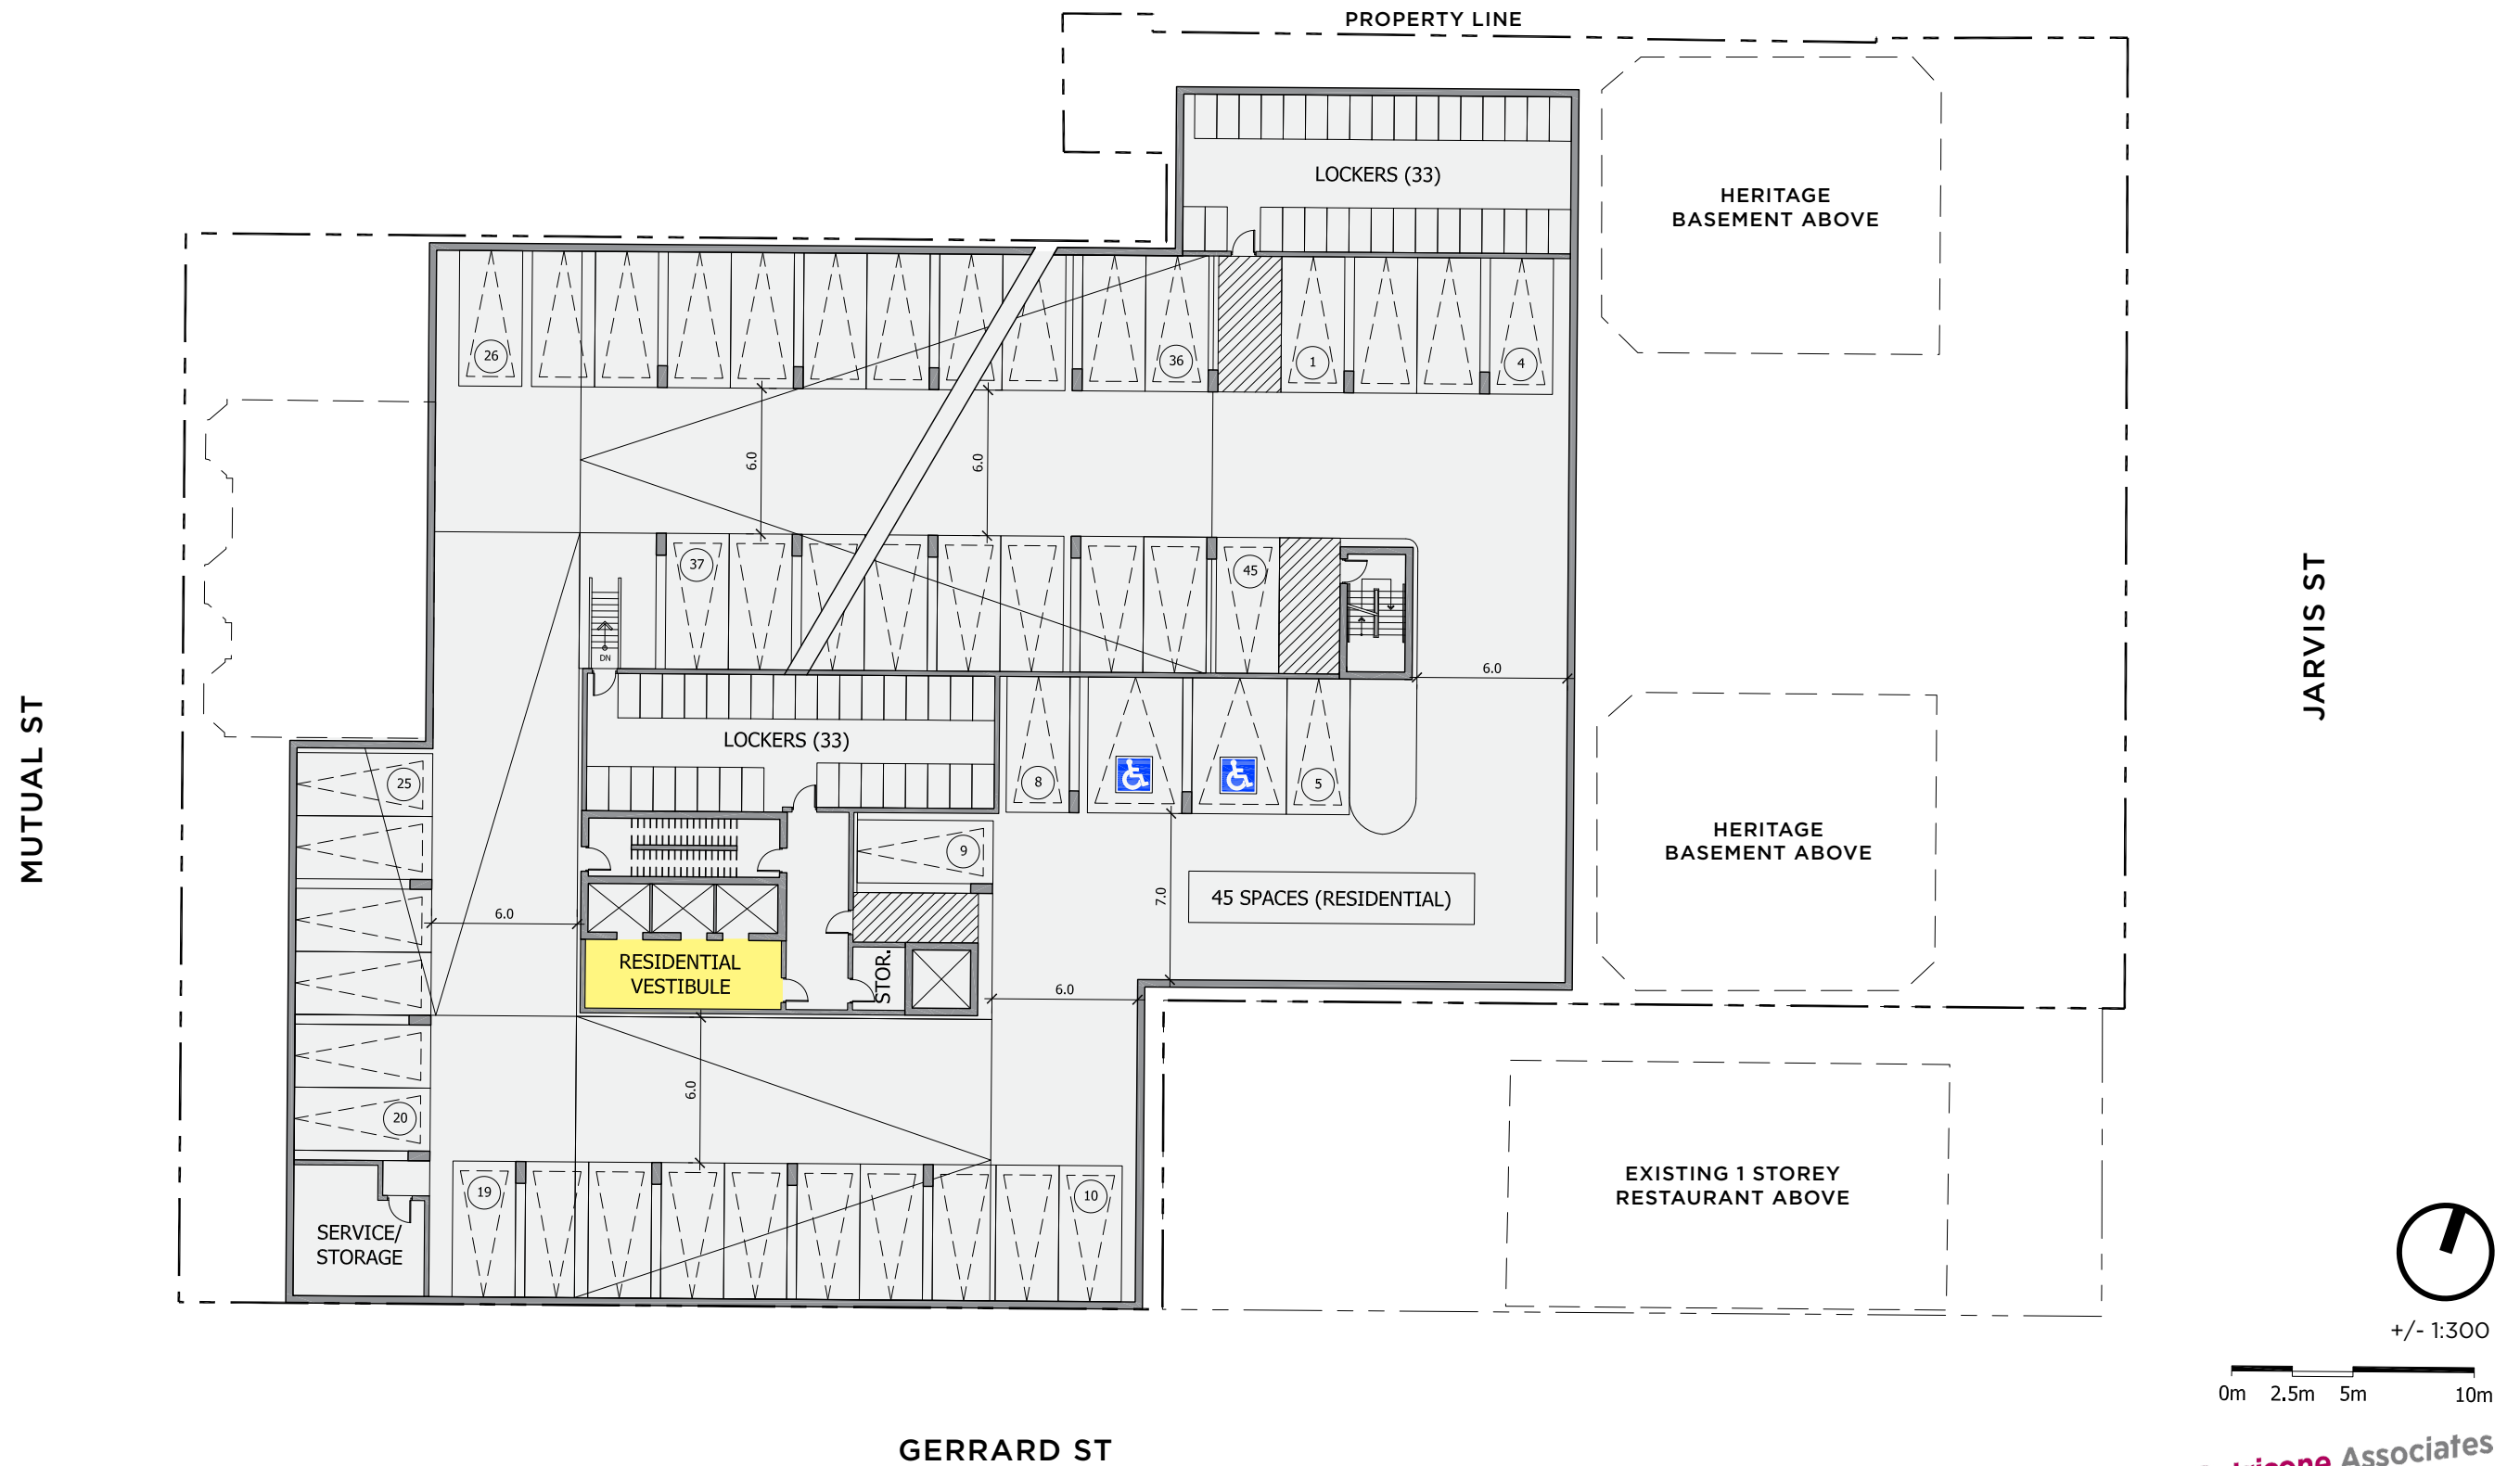 PROPERTY LINE
LOCKERS (33)
HERITAGE
BASEMENT ABOVE
26
36
1
4
6.0
6.0
37
45
DN
6.0
LOCKERS (33)
25
8
5
9
HERITAGE
BASEMENT ABOVE
JARVIS ST
MUTUAL ST
7.0
45 SPACES (RESIDENTIAL)
6.0
RESIDENTIAL
VESTIBULE
STOR.
6.0
6.0
20
19
10
SERVICE/
STORAGE
EXISTING 1 STOREY
RESTAURANT ABOVE
+/- 1:300
0m 2.5m 5m 10m
GERRARD ST
Associates